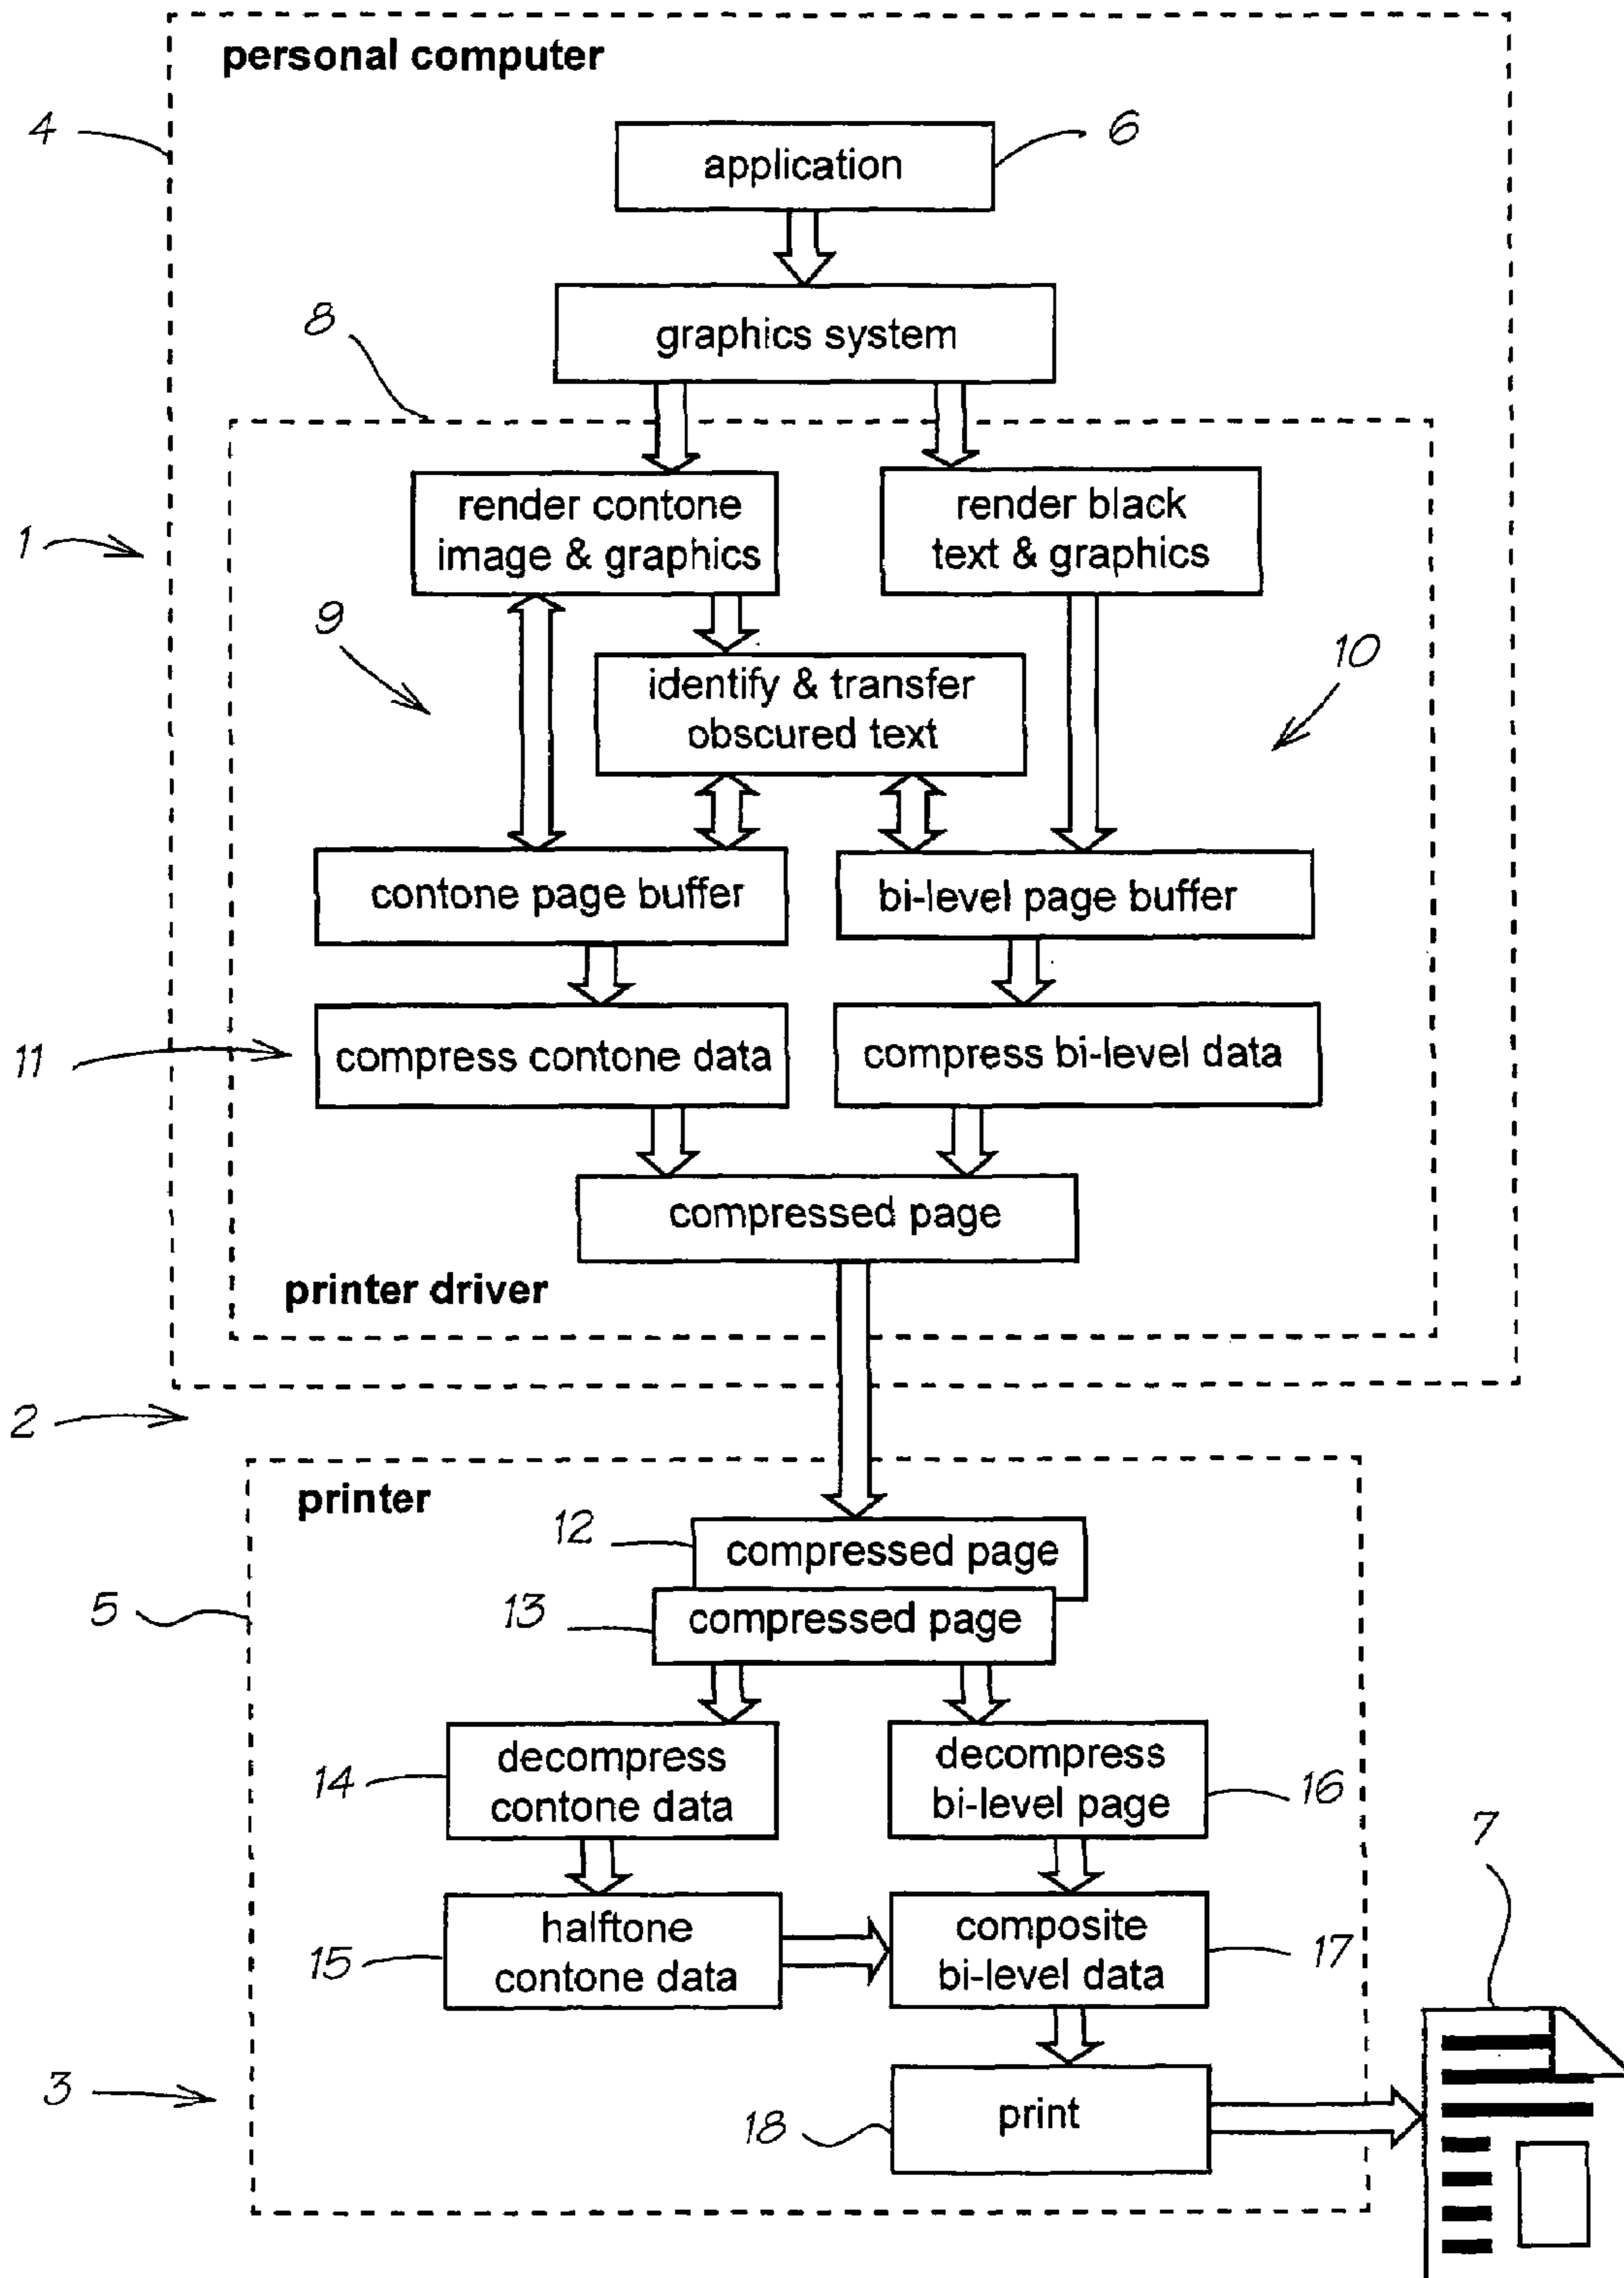 personal computer
4
6
application
8
graphics system
1
render contone
image & graphics
render black
text & graphics
9
10
identify & transfer
obscured text
contone page buffer
bi-level page buffer
11
compress contone data
compress bi-level data
compressed page
printer driver
2
printer
12
compressed page
5
13
compressed page
14
decompress
contone data
decompress
bi-level page
16
7
15
halftone
contone data
composite
bi-level data
17
3
18
print